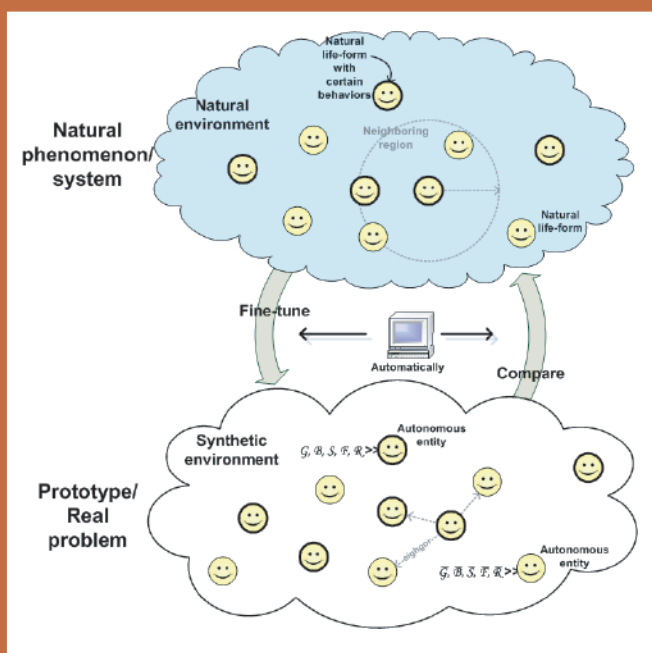 Natural
life-form
with
certain
behaviors
Natural
environment
Neighboring
region
Natural
phenomenon/
system
Natural
life-form
Fine-tune
Automatically
Compare
Synthetic
environment
Autonomous
entity
G, B, S, F, R >>
Prototype/
Real
problem
neighbor
Autonomous
entity
G, B, S, F, R >>